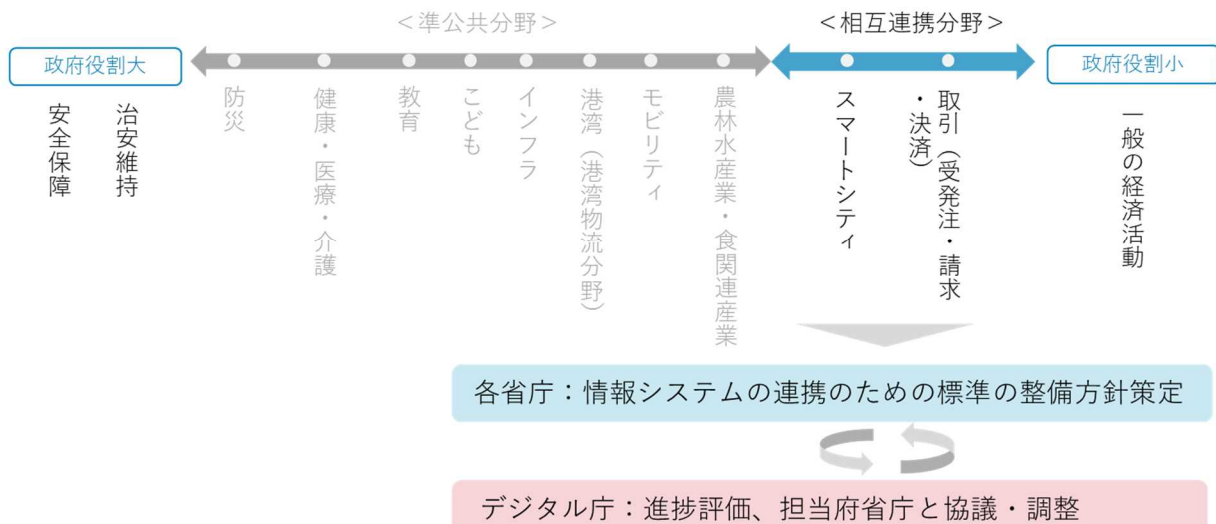 ＜準公共分野＞
＜相互連携分野＞
政府役割大
政府役割小
安全保障
治安維持
防災
健康・医療・介護
教育
こども
インフラ
港湾（港湾物流分野）
モビリティ
農林水産業・食関連産業
スマートシティ
取引（受発注・請求
・決済）
一般の経済活動
各省庁：情報システムの連携のための標準の整備方針策定
デジタル庁：進捗評価、担当府省庁と協議・調整